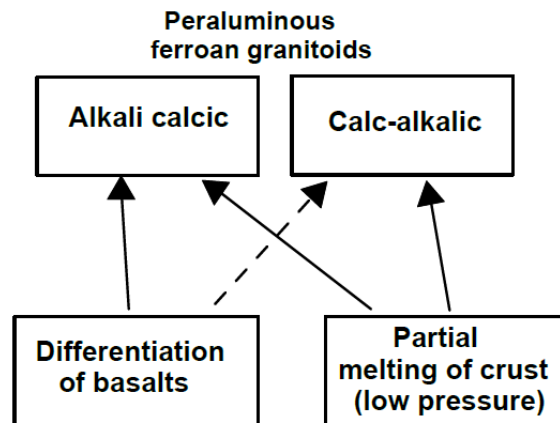 Peraluminous
ferroan granitoids
Alkali calcic
Calc-alkalic
Differentiation
of basalts
Partial
melting of crust
(low pressure)